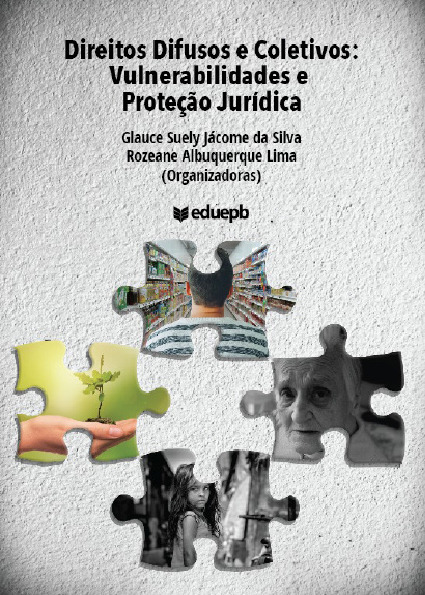 Direitos Difusos e Coletivos:
Vulnerabilidades e
Proteção Jurídica
Glauce Suely Jácome da Silva
Rozeane Albuquerque Lima
(Organizadoras)
eduepb